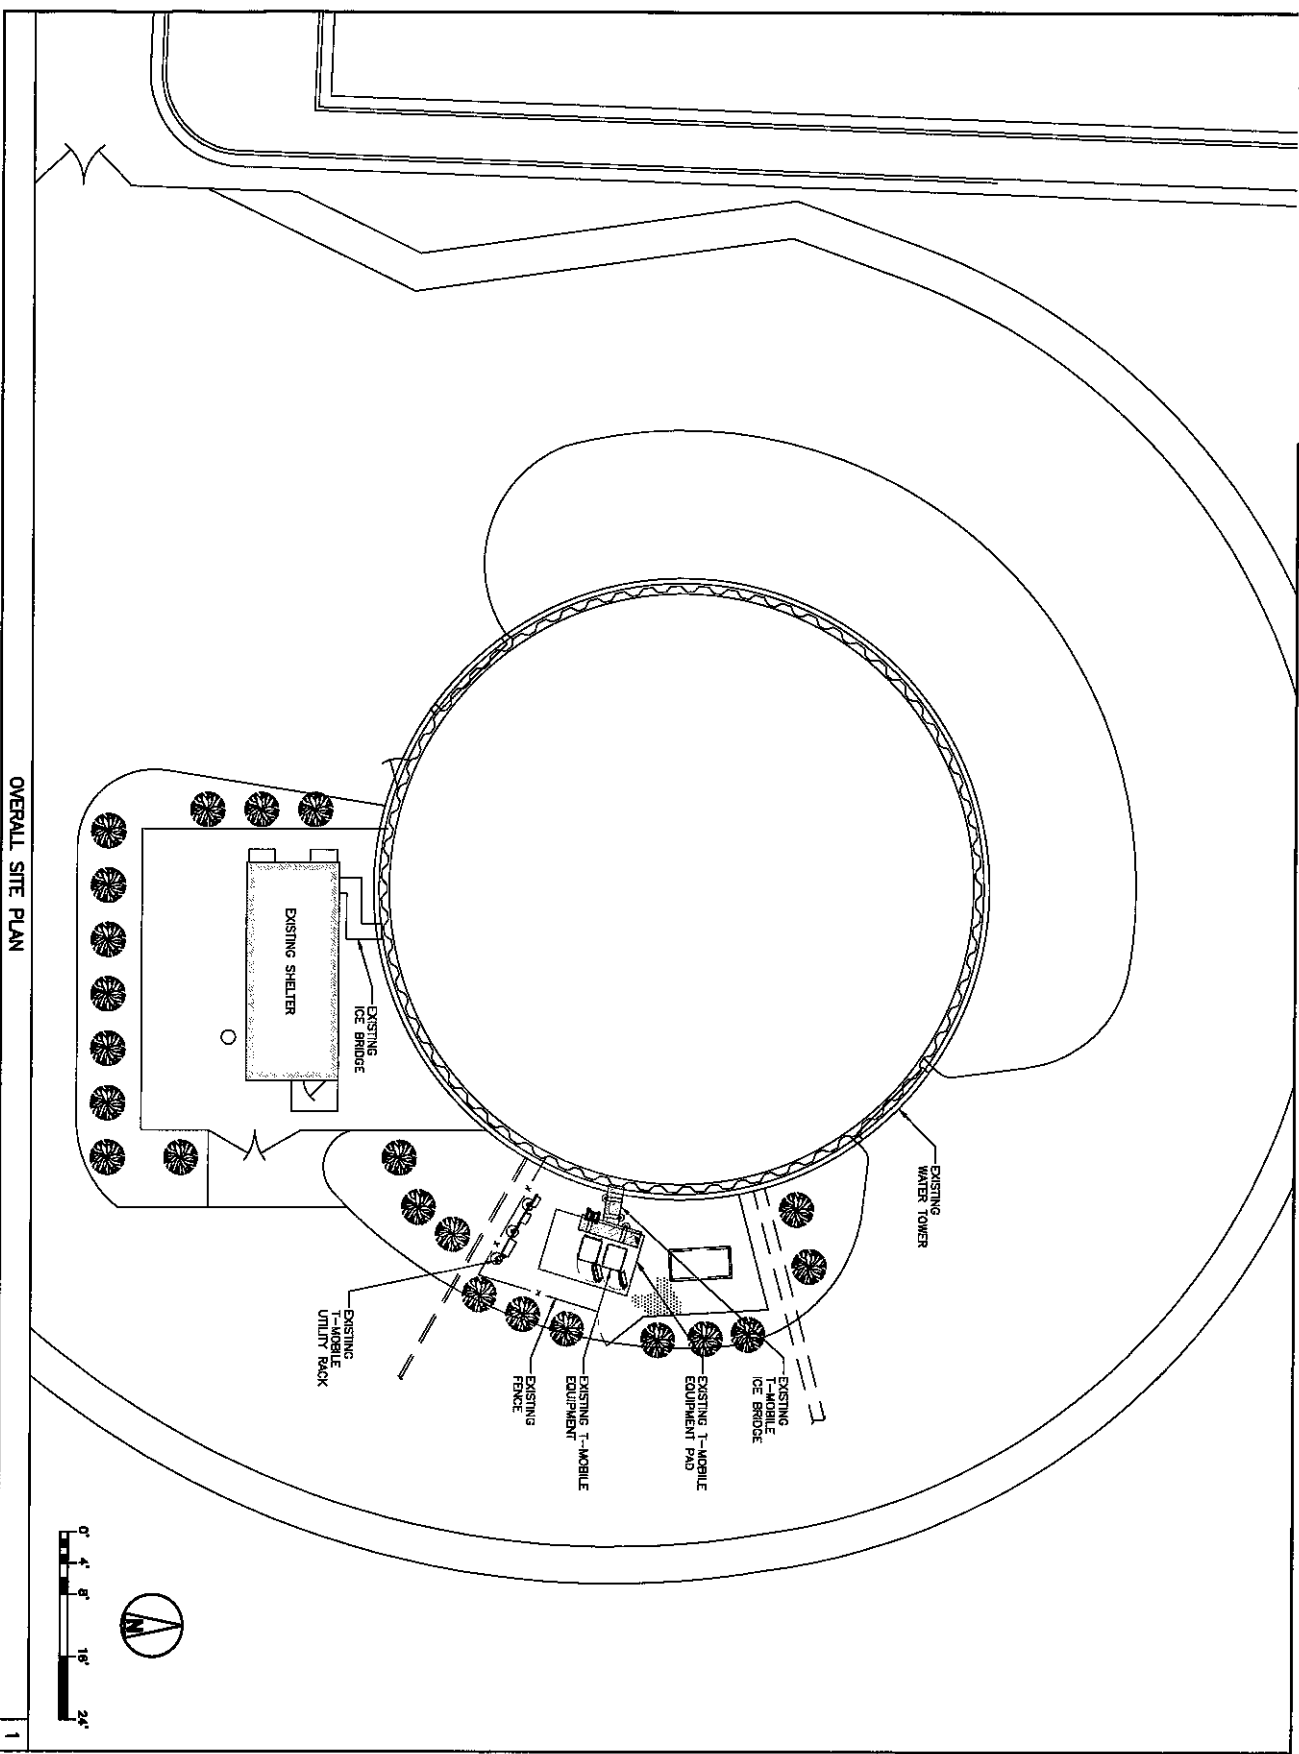 EXISTING
WATER TOWER
EXISTING
T-MOBILE
ICE BRIDGE
EXISTING T-MOBILE
EQUIPMENT PAD
EXISTING T-MOBILE
EQUIPMENT
EXISTING
FENCE
EXISTING
ICE BRIDGE
EXISTING
T-MOBILE
UTILITY RACK
EXISTING SHELTER
N
0' 4' 8' 16' 24'
OVERALL SITE PLAN
1